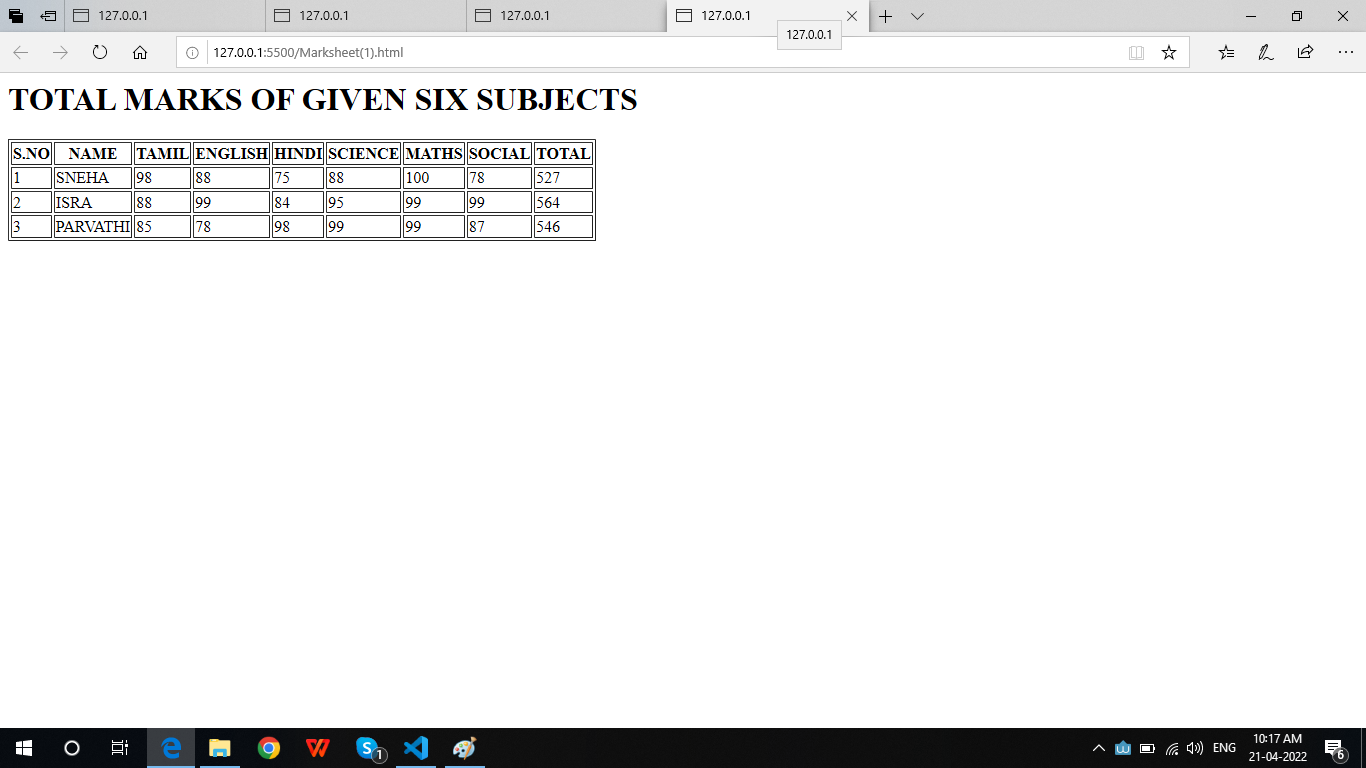 127.0.0.1 127.0.0.1 127.0.0.1 127.0.0.1
127.0.0.1
127.0.0.1:5500/Marksheet(1).html
TOTAL MARKS OF GIVEN SIX SUBJECTS
S.NO NAME TAMIL ENGLISH HINDI SCIENCE MATHS SOCIAL TOTAL
1 SNEHA 98 88 75 88 100 78 527
2 ISRA 88 99 84 95 99 99 564
3 PARVATHI 85 78 98 99 99 87 546
1 ENG 10:17 AM
21-04-2022 6